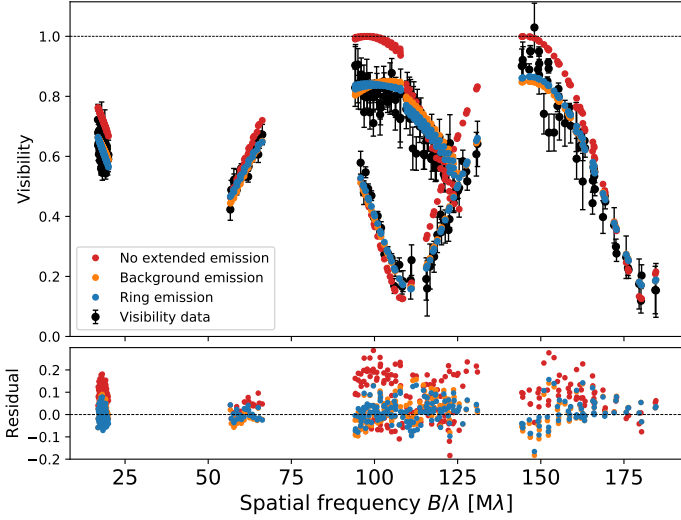 1.0
0.8
0.6
0.4
0.2
0.0
Visibility
No extended emission
Background emission
Ring emission
Visibility data
0.2
0.1
0.0
−0.1
−0.2
Residual
25
50
75
100
125
150
175
Spatial frequency B/λ [Mλ]